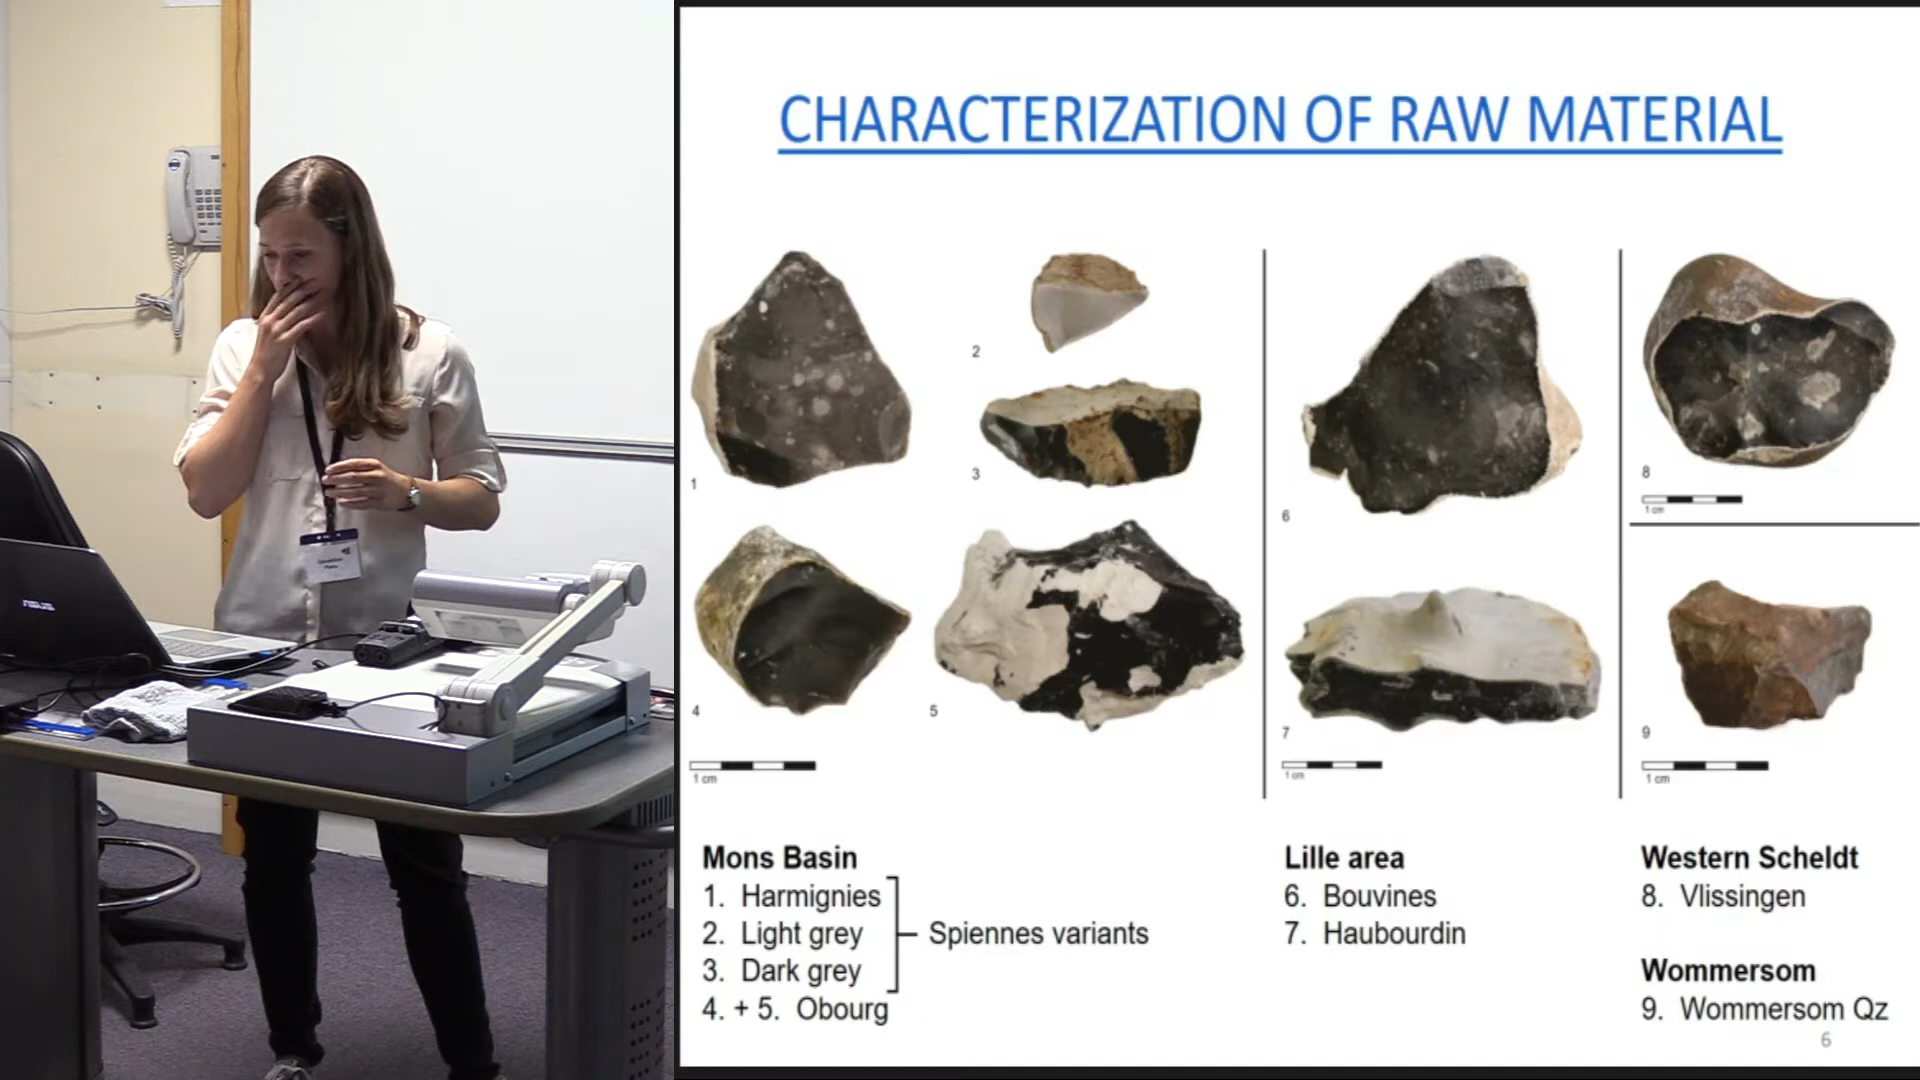 CHARACTERIZATION OF RAW MATERIAL
1
2
3
4
5
1 cm
6
7
1 cm
8
1 cm
9
1 cm
Mons Basin
1. Harmignies
2. Light grey
3. Dark grey
4. + 5. Obourg
Spiennes variants
Lille area
6. Bouvines
7. Haubourdin
Western Scheldt
8. Vlissingen
Wommersom
9. Wommersom Qz
6
ASUS